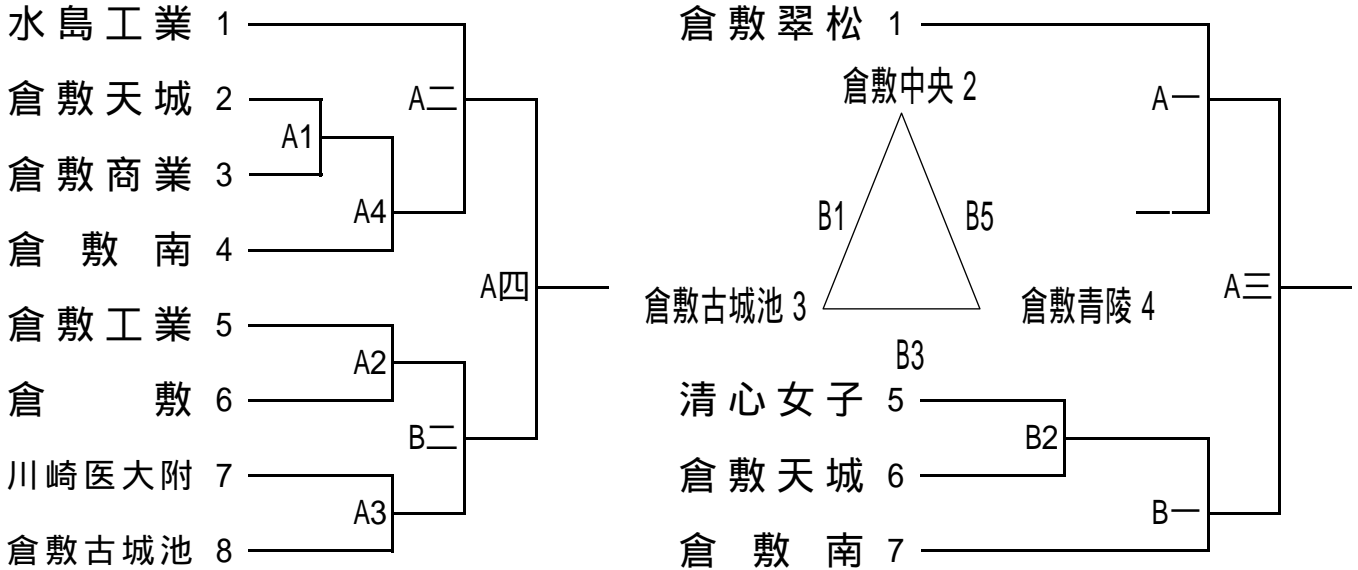 水島工業 1
倉敷天城 2
倉敷商業 3
倉敷南 4
倉敷工業 5
倉敷 6
川崎医大附 7
倉敷古城池 8
A1
A4
A2
A3
A二
B二
A四
倉敷翠松 1
倉敷中央 2
B1
B5
倉敷古城池 3
倉敷青陵 4
B3
清心女子 5
倉敷天城 6
倉敷南 7
B2
A一
B一
A三